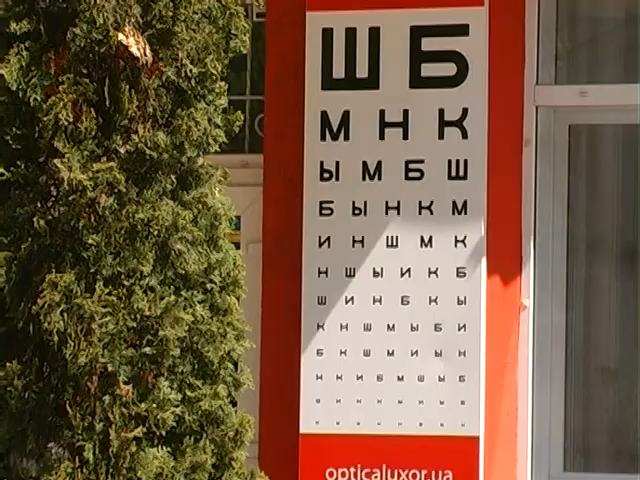 Ш Б
М Н К
Ы М Б Ш
Б Ы Н К М
И Н Ш М К
Н Ш Ы И К Б
Ш И Н Б К Ы
К Н Ш М Ы Б И
Б К Ш М И Ы Н
Н К И Б М Ш Ы Б
opticaluxor.ua